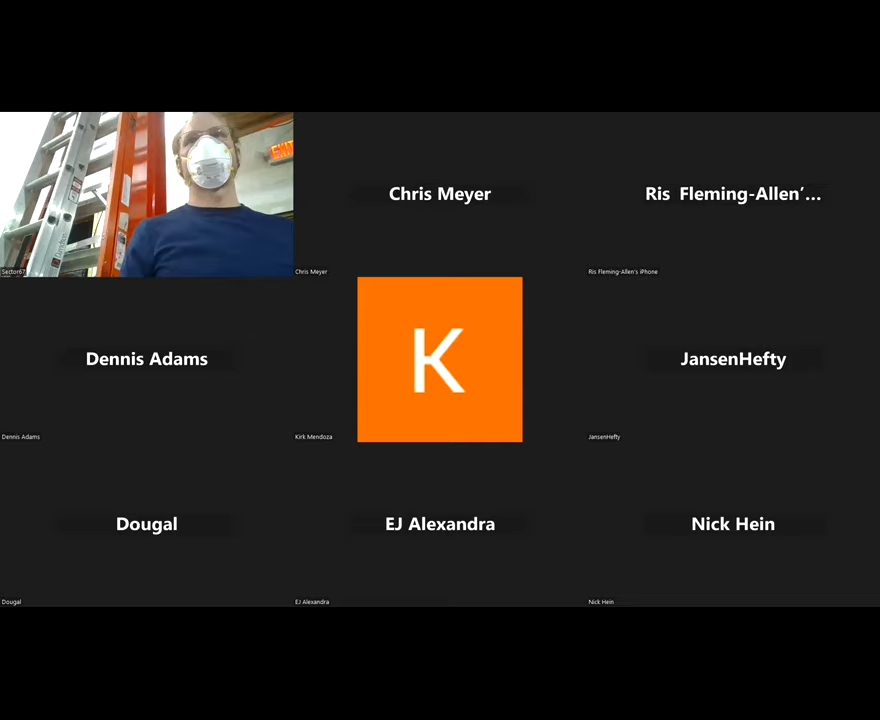 EXIT
Sector67
Chris Meyer
Chris Meyer
Ris Fleming-Allen’...
Ris Fleming-Allen's iPhone
Dennis Adams
Dennis Adams
K
Kirk Mendoza
JansenHefty
JansenHefty
Dougal
Dougal
EJ Alexandra
EJ Alexandra
Nick Hein
Nick Hein